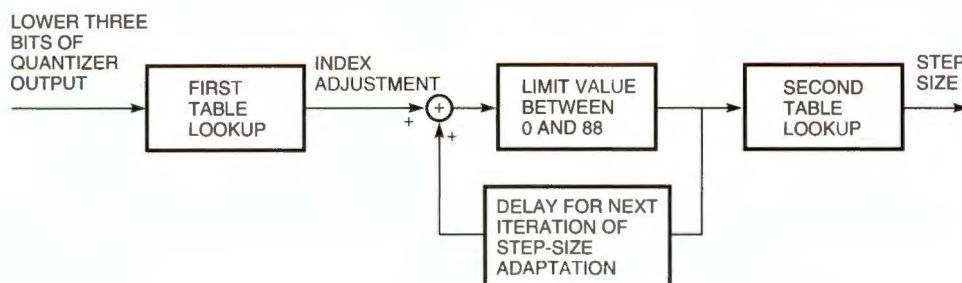 LOWER THREE
BITS OF
QUANTIZER
OUTPUT
FIRST
TABLE
LOOKUP
INDEX
ADJUSTMENT
+
+
+
LIMIT VALUE
BETWEEN
0 AND 88
DELAY FOR NEXT
ITERATION OF
STEP-SIZE
ADAPTATION
SECOND
TABLE
LOOKUP
STEP
SIZE